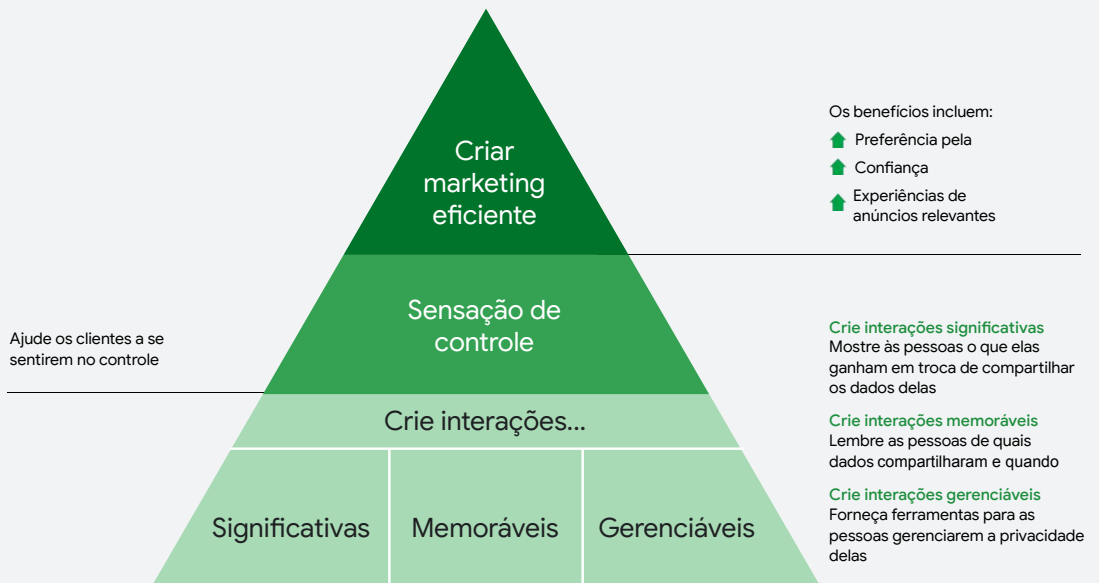 Criar
marketing
eficiente
Os benefícios incluem:
Preferência pela
Confiança
Experiências de
anúncios relevantes
Sensação de
controle
Ajude os clientes a se
sentirem no controle
Crie interações...
Significativas
Memoráveis
Gerenciáveis
Crie interações significativas
Mostre às pessoas o que elas
ganham em troca de compartilhar
os dados delas
Crie interações memoráveis
Lembre as pessoas de quais
dados compartilharam e quando
Crie interações gerenciáveis
Forneça ferramentas para as
pessoas gerenciarem a privacidade
delas